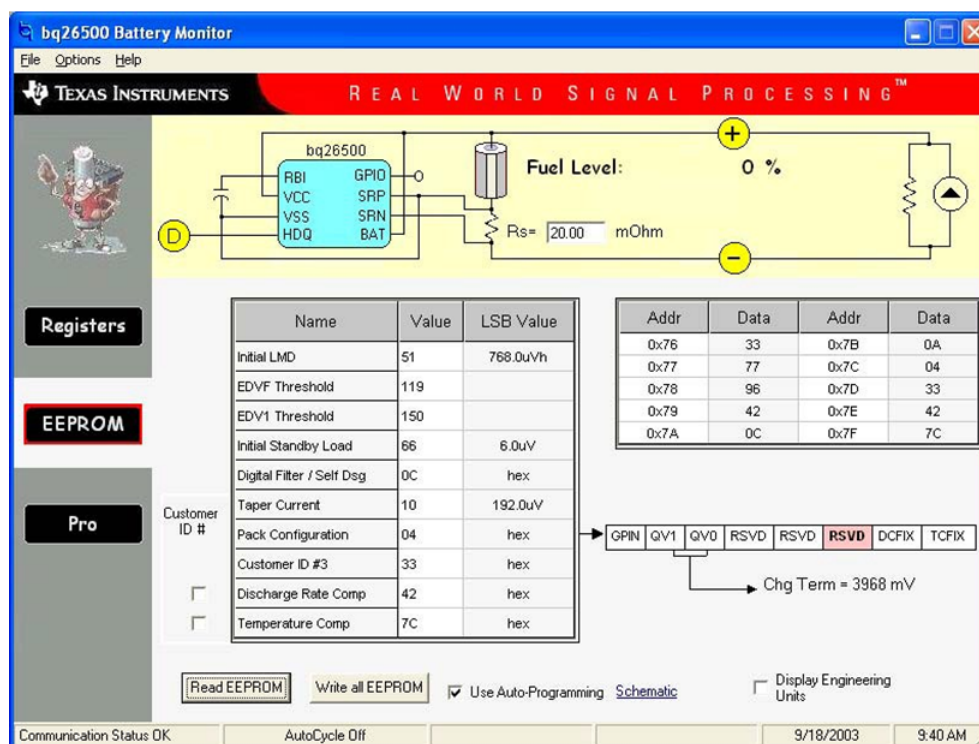 bq26500 Battery Monitor
File Options Help
TEXAS INSTRUMENTS
REAL WORLD SIGNAL PROCESSING™
bq26500
RBI GPIO
VCC SRP
VSS SRN
HDQ BAT
D
+
Fuel Level: 0 %
Rs= 20.00 mOhm
−
Registers
EEPROM
Pro
Customer
ID #
Name Value LSB Value
Initial LMD 51 768.0uVh
EDVF Threshold 119
EDV1 Threshold 150
Initial Standby Load 66 6.0uV
Digital Filter / Self Dsg 0C hex
Taper Current 10 192.0uV
Pack Configuration 04 hex
Customer ID #3 33 hex
Discharge Rate Comp 42 hex
Temperature Comp 7C hex
Addr Data Addr Data
0x76 33 0x7B 0A
0x77 77 0x7C 04
0x78 96 0x7D 33
0x79 42 0x7E 42
0x7A 0C 0x7F 7C
GPIN QV1 QV0 RSVD RSVD RSVD DCFIX TCFIX
Chg Term = 3968 mV
Read EEPROM
Write all EEPROM
Use Auto-Programming Schematic
Display Engineering
Units
Communication Status OK AutoCycle Off 9/18/2003 9:40 AM